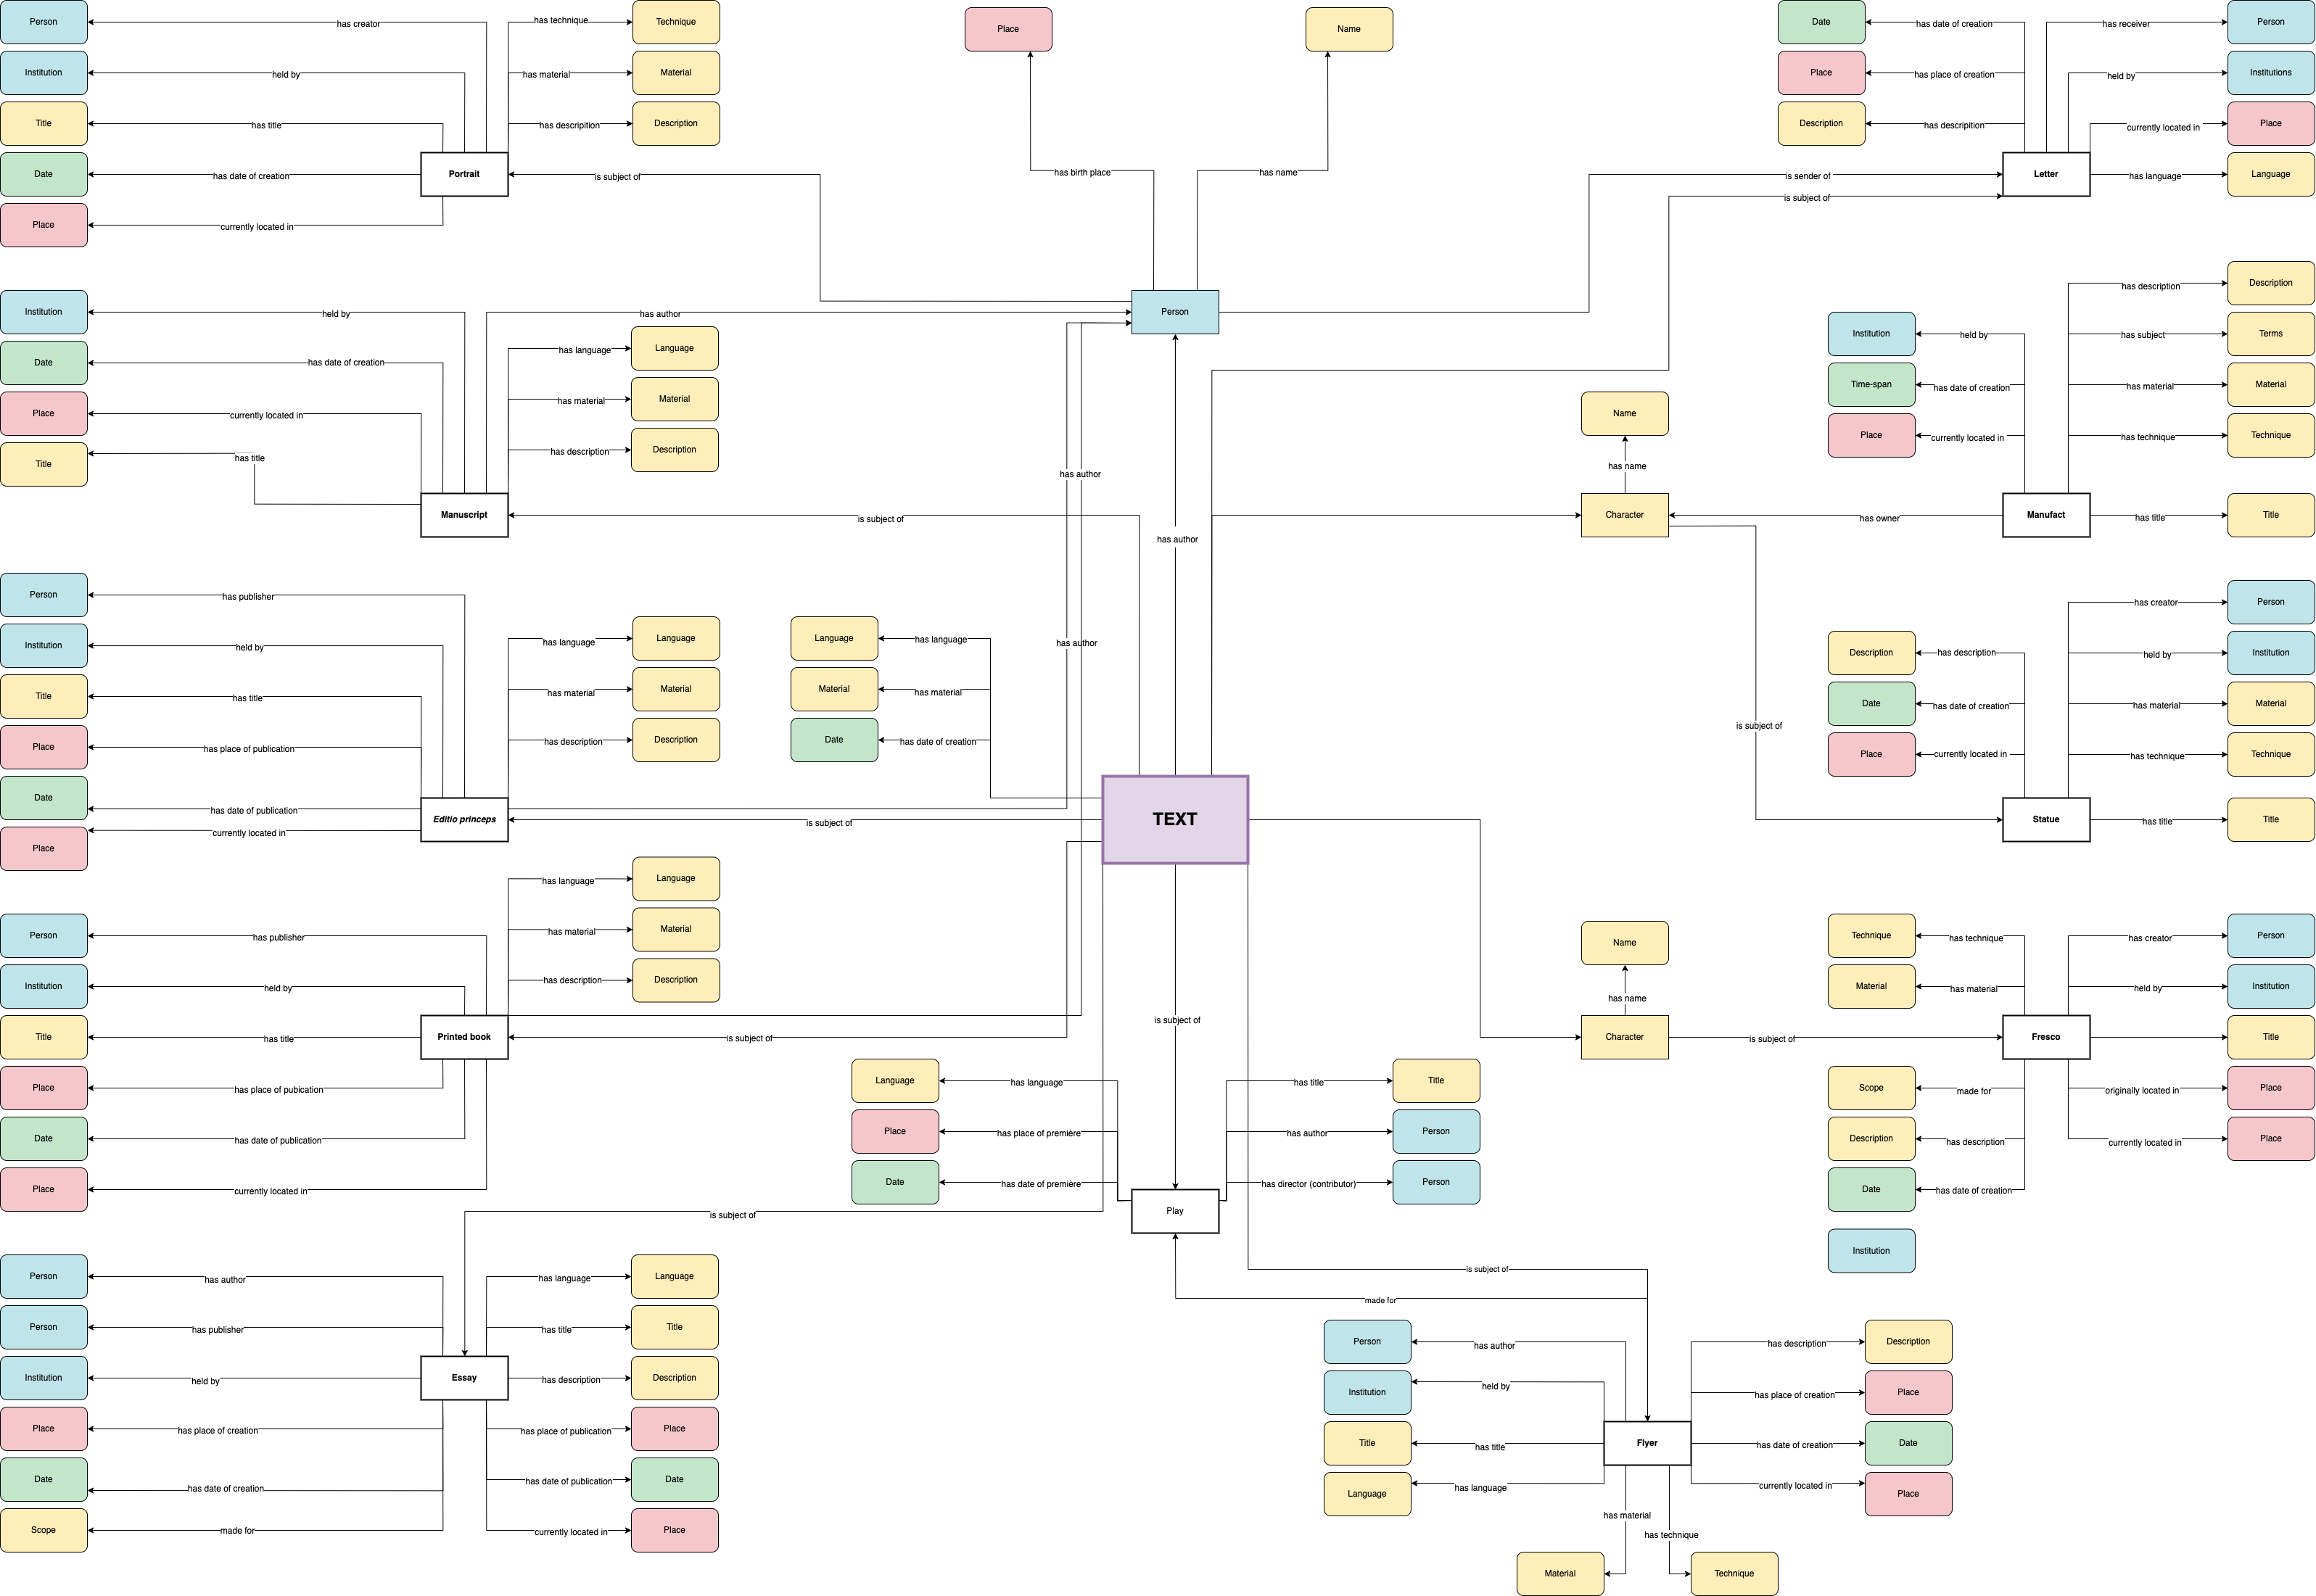 Person
has creator
has technique
Technique
Institution
held by
has material
Material
Title
has title
has descripition
Description
Date
has date of creation
Portrait
is subject of
Place
currently located in
Place
Name
has birth place
has name
Person
Date
has date of creation
has receiver
Person
Place
has place of creation
held by
Institutions
Description
has descripition
currently located in
Place
is sender of
Letter
has language
Language
is subject of
Institution
held by
has author
Date
has date of creation
has language
Language
Place
currently located in
has material
Material
Title
has title
has description
Description
Manuscript
is subject of
has author
has author
has description
Description
Institution
held by
has subject
Terms
Time-span
has date of creation
has material
Material
Place
currently located in
has technique
Technique
Name
has name
Character
has owner
Manufact
has title
Title
is subject of
Person
has publisher
Institution
held by
has language
Language
Title
has title
has material
Material
Place
has place of publication
has description
Description
Date
has date of publication
Editio princeps
is subject of
Place
currently located in
Language
has language
Material
has material
Date
has date of creation
has author
TEXT
has creator
Person
Description
has description
held by
Institution
Date
has date of creation
has material
Material
Place
currently located in
has technique
Technique
Statue
has title
Title
has language
Language
Person
has publisher
has material
Material
Institution
held by
has description
Description
Title
has title
Printed book
is subject of
Place
has place of pubication
Date
has date of publication
Place
currently located in
is subject of
Language
has language
has title
Title
Place
has place of première
has author
Person
Date
has date of première
has director (contributor)
Person
Play
Name
has name
Character
is subject of
Technique
has technique
has creator
Person
Material
has material
held by
Institution
Fresco
Title
Scope
made for
originally located in
Place
Description
has description
currently located in
Place
Date
has date of creation
Institution
is subject of
Person
has author
has language
Language
Person
has publisher
has title
Title
Institution
held by
Essay
has description
Description
Place
has place of creation
has place of publication
Place
Date
has date of creation
has date of publication
Date
Scope
made for
currently located in
Place
is subject of
made for
Person
has author
has description
Description
Institution
held by
has place of creation
Place
Title
has title
Flyer
has date of creation
Date
Language
has language
currently located in
Place
has material
has technique
Material
Technique